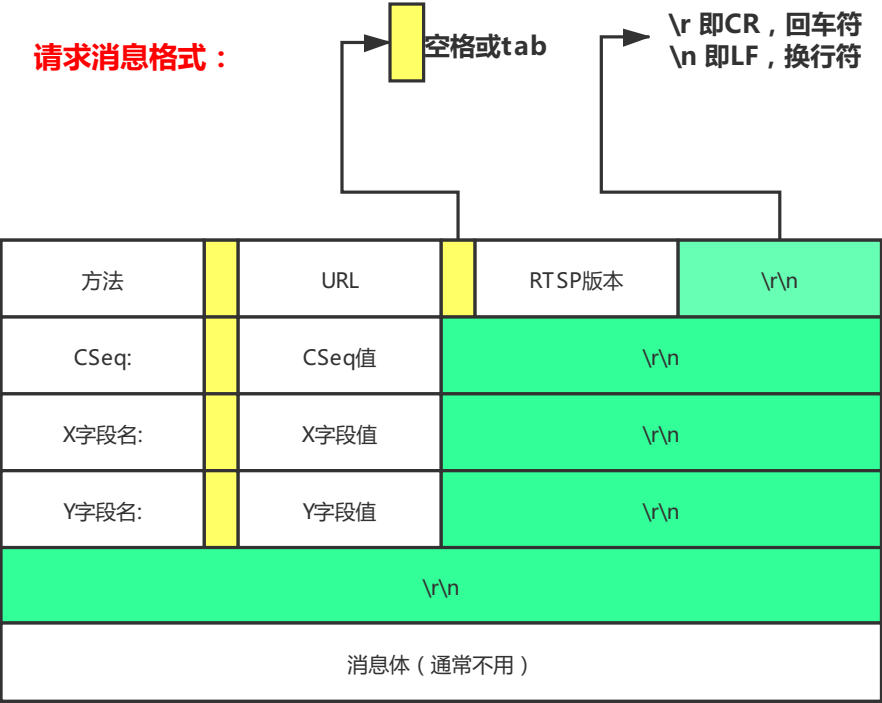 请求消息格式：
空格或tab
\r 即CR，回车符
\n 即LF，换行符
方法 URL RTSP版本 \r\n
CSeq: CSeq值 \r\n
X字段名: X字段值 \r\n
Y字段名: Y字段值 \r\n
\r\n
消息体（通常不用）